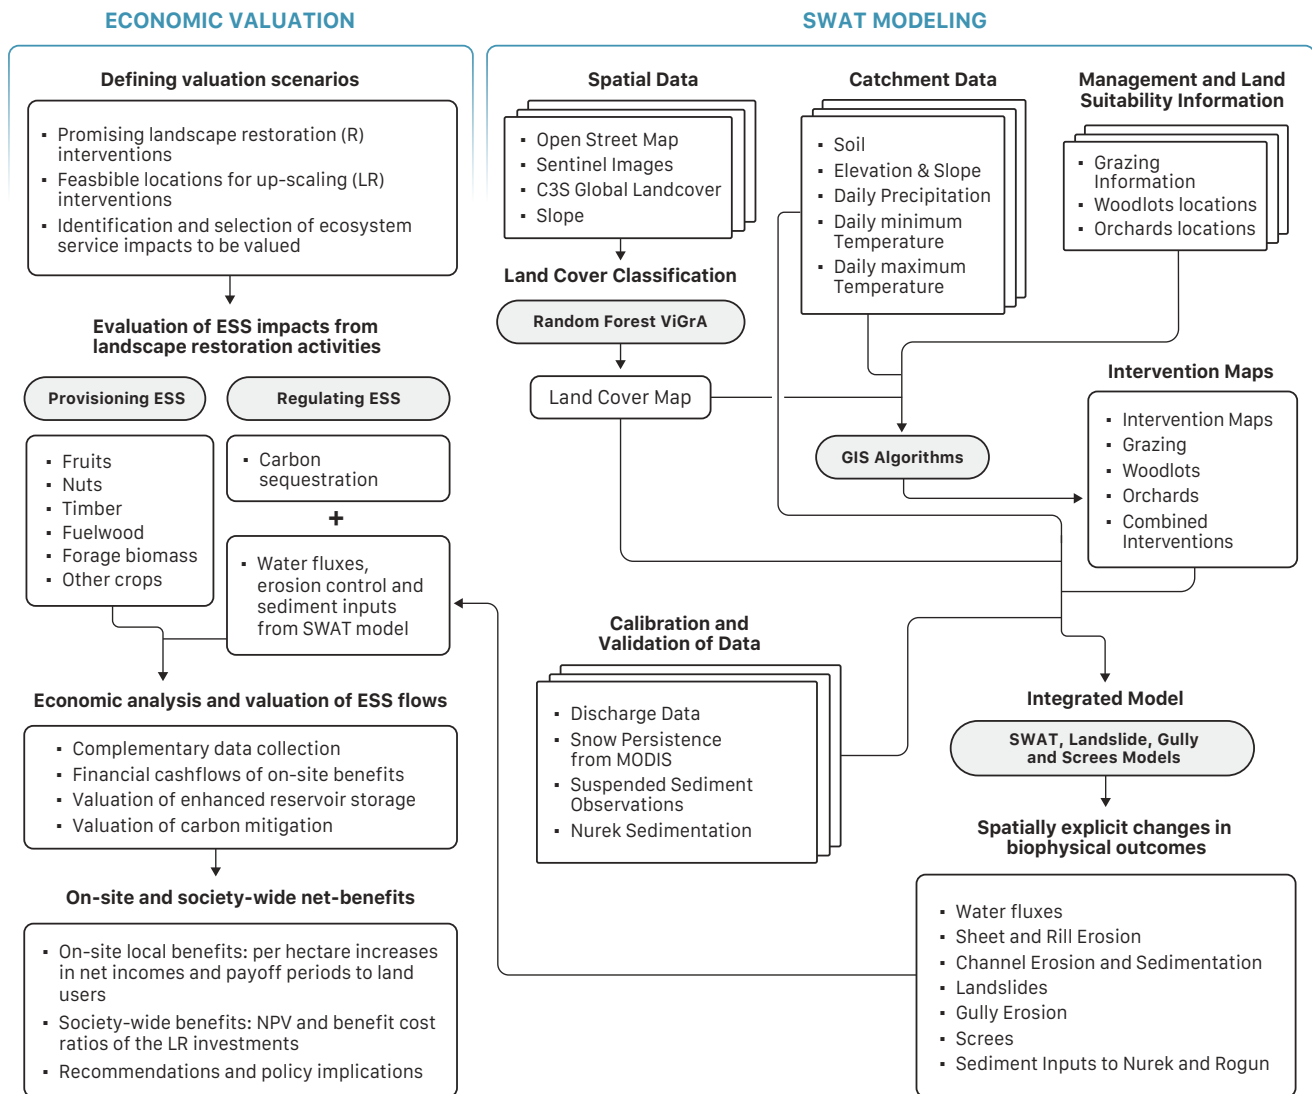 ECONOMIC VALUATION
Defining valuation scenarios
▪ Promising landscape restoration (R)
interventions
▪ Feasible locations for up-scaling (LR)
interventions
▪ Identification and selection of ecosystem
service impacts to be valued
Evaluation of ESS impacts from
landscape restoration activities
Provisioning ESS
▪ Fruits
▪ Nuts
▪ Timber
▪ Fuelwood
▪ Forage biomass
▪ Other crops
Regulating ESS
▪ Carbon
sequestration
+
▪ Water fluxes,
erosion control and
sediment inputs
from SWAT model
Economic analysis and valuation of ESS flows
▪ Complementary data collection
▪ Financial cashflows of on-site benefits
▪ Valuation of enhanced reservoir storage
▪ Valuation of carbon mitigation
On-site and society-wide net-benefits
▪ On-site local benefits: per hectare increases
in net incomes and payoff periods to land
users
▪ Society-wide benefits: NPV and benefit cost
ratios of the LR investments
▪ Recommendations and policy implications
SWAT MODELING
Spatial Data
▪ Open Street Map
▪ Sentinel Images
▪ C3S Global Landcover
▪ Slope
Land Cover Classification
Random Forest ViGrA
Land Cover Map
Catchment Data
▪ Soil
▪ Elevation & Slope
▪ Daily Precipitation
▪ Daily minimum
Temperature
▪ Daily maximum
Temperature
Management and Land
Suitability Information
▪ Grazing
Information
▪ Woodlots locations
▪ Orchards locations
GIS Algorithms
Intervention Maps
▪ Intervention Maps
▪ Grazing
▪ Woodlots
▪ Orchards
▪ Combined
Interventions
Calibration and
Validation of Data
▪ Discharge Data
▪ Snow Persistence
from MODIS
▪ Suspended Sediment
Observations
▪ Nurek Sedimentation
Integrated Model
SWAT, Landslide, Gully
and Screes Models
Spatially explicit changes in
biophysical outcomes
▪ Water fluxes
▪ Sheet and Rill Erosion
▪ Channel Erosion and Sedimentation
▪ Landslides
▪ Gully Erosion
▪ Screes
▪ Sediment Inputs to Nurek and Rogun